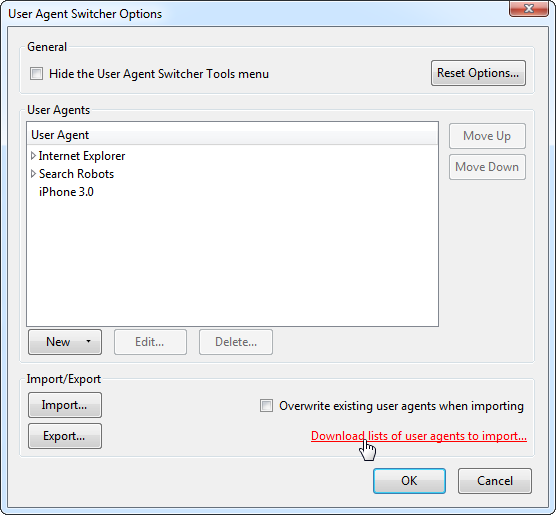 User Agent Switcher Options
General
Hide the User Agent Switcher Tools menu
Reset Options...
User Agents
User Agent
Internet Explorer
Search Robots
iPhone 3.0
Move Up
Move Down
New
Edit...
Delete...
Import/Export
Import...
Overwrite existing user agents when importing
Export...
Download lists of user agents to import...
OK
Cancel